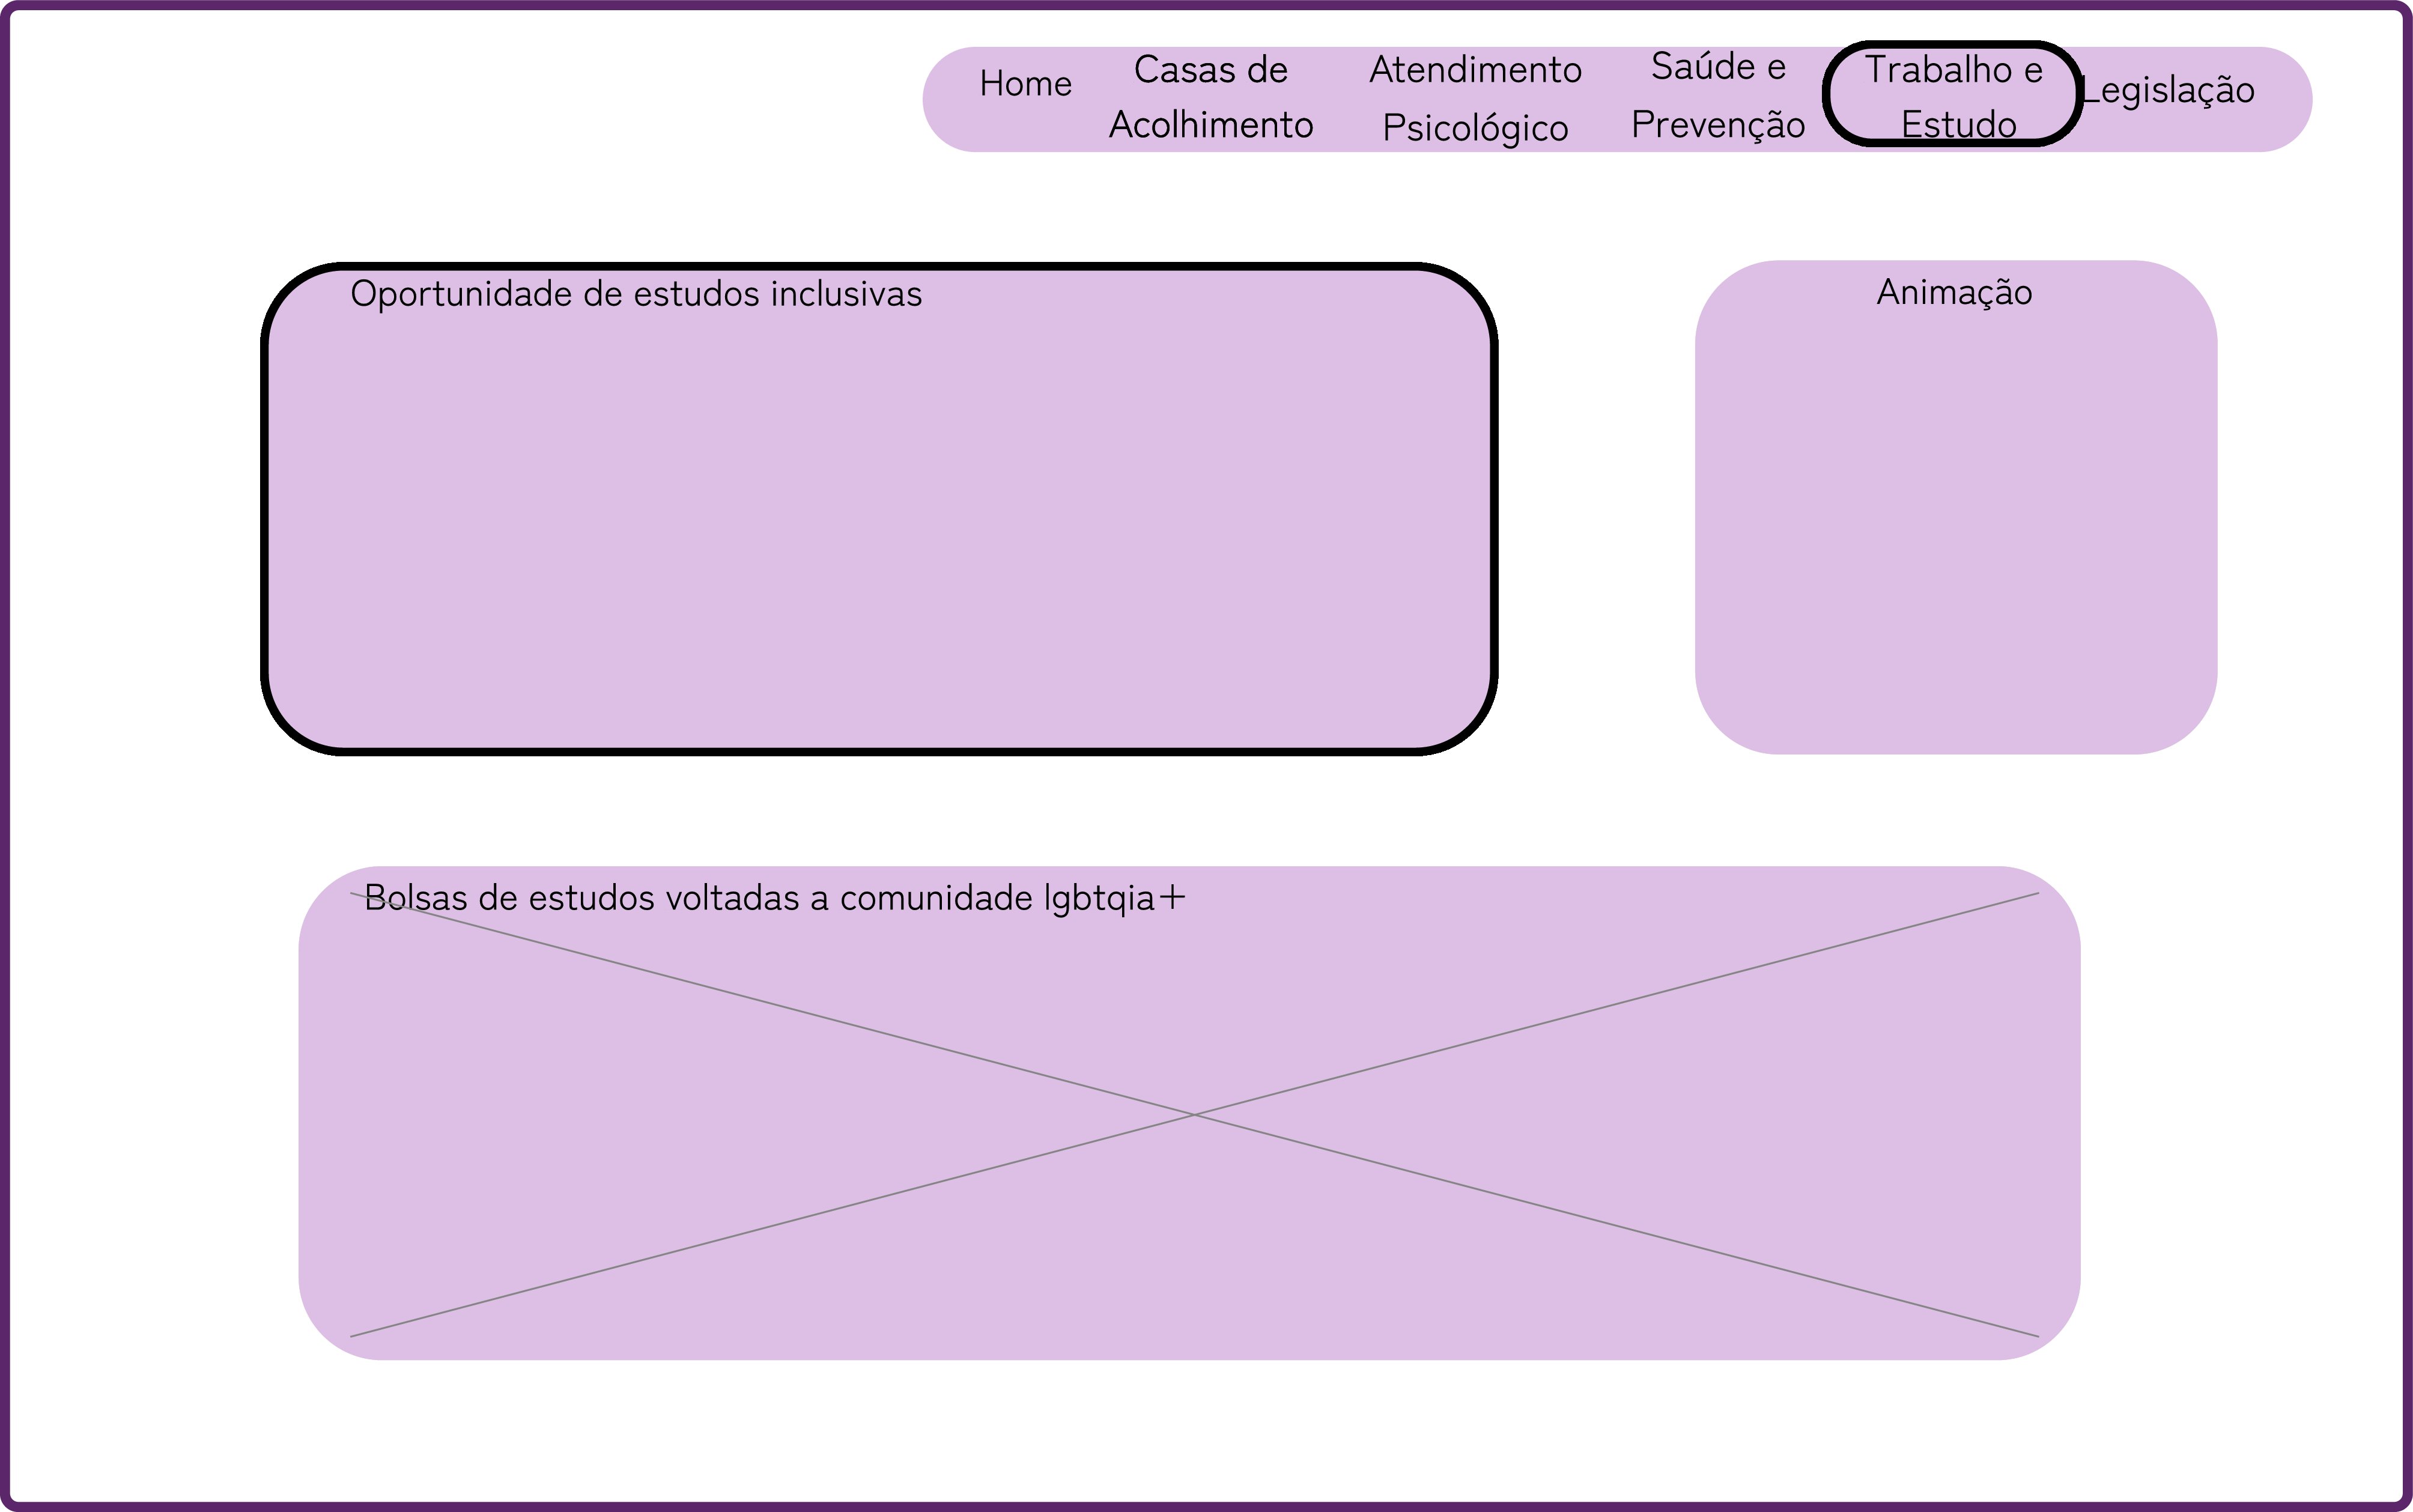 Home
Casas de
Acolhimento
Atendimento
Psicológico
Saúde e
Prevenção
Trabalho e
Estudo
Legislação
Oportunidade de estudos inclusivas
Animação
Bolsas de estudos voltadas a comunidade lgbtqia+